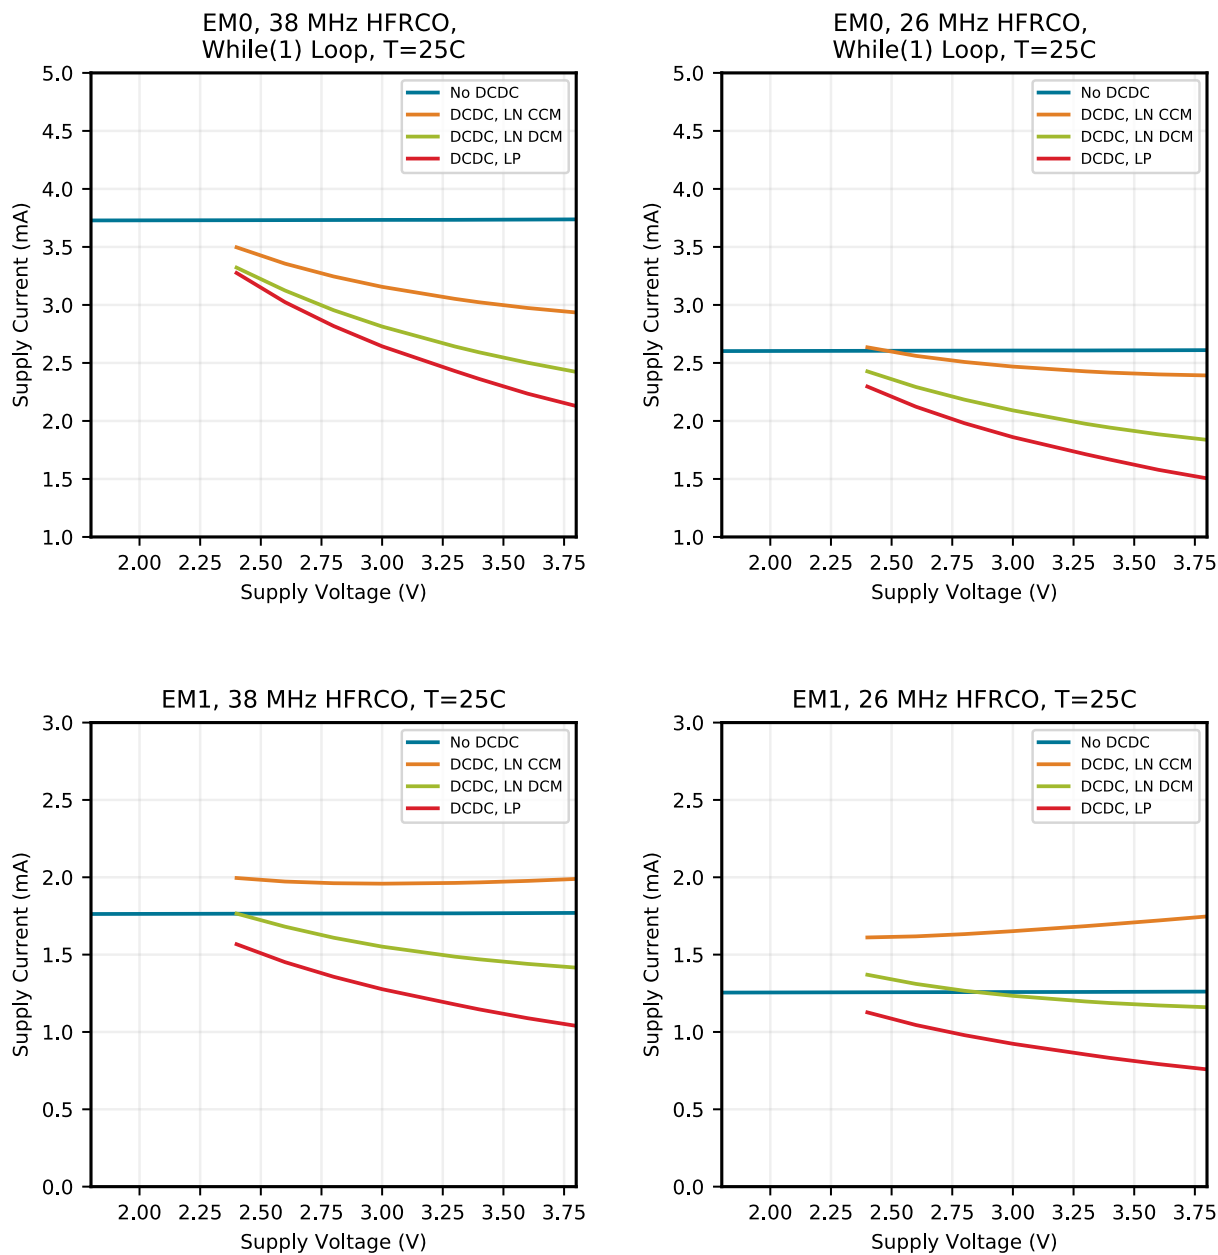 EM0, 38 MHz HFRCO,
While(1) Loop, T=25C
5.0
4.5
4.0
3.5
3.0
2.5
2.0
1.5
1.0
Supply Current (mA)
No DCDC
DCDC, LN CCM
DCDC, LN DCM
DCDC, LP
2.00 2.25 2.50 2.75 3.00 3.25 3.50 3.75
Supply Voltage (V)
EM0, 26 MHz HFRCO,
While(1) Loop, T=25C
5.0
4.5
4.0
3.5
3.0
2.5
2.0
1.5
1.0
Supply Current (mA)
No DCDC
DCDC, LN CCM
DCDC, LN DCM
DCDC, LP
2.00 2.25 2.50 2.75 3.00 3.25 3.50 3.75
Supply Voltage (V)
EM1, 38 MHz HFRCO, T=25C
3.0
2.5
2.0
1.5
1.0
0.5
0.0
Supply Current (mA)
No DCDC
DCDC, LN CCM
DCDC, LN DCM
DCDC, LP
2.00 2.25 2.50 2.75 3.00 3.25 3.50 3.75
Supply Voltage (V)
EM1, 26 MHz HFRCO, T=25C
3.0
2.5
2.0
1.5
1.0
0.5
0.0
Supply Current (mA)
No DCDC
DCDC, LN CCM
DCDC, LN DCM
DCDC, LP
2.00 2.25 2.50 2.75 3.00 3.25 3.50 3.75
Supply Voltage (V)